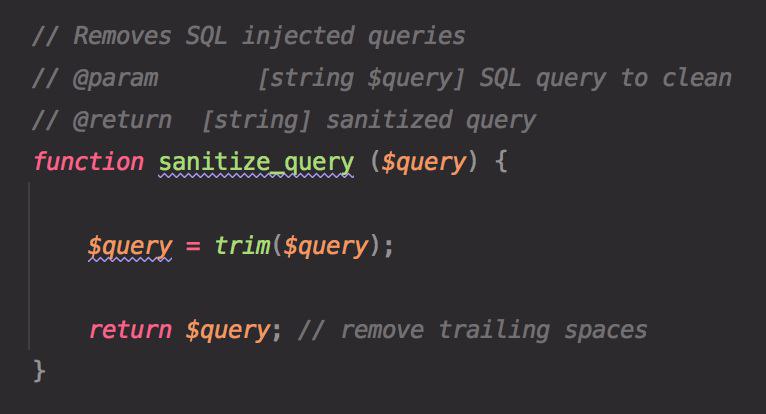 // Removes SQL injected queries
// @param       [string $query] SQL query to clean
// @return  [string] sanitized query
function sanitize_query ($query) {
$query = trim($query);
return $query; // remove trailing spaces
}